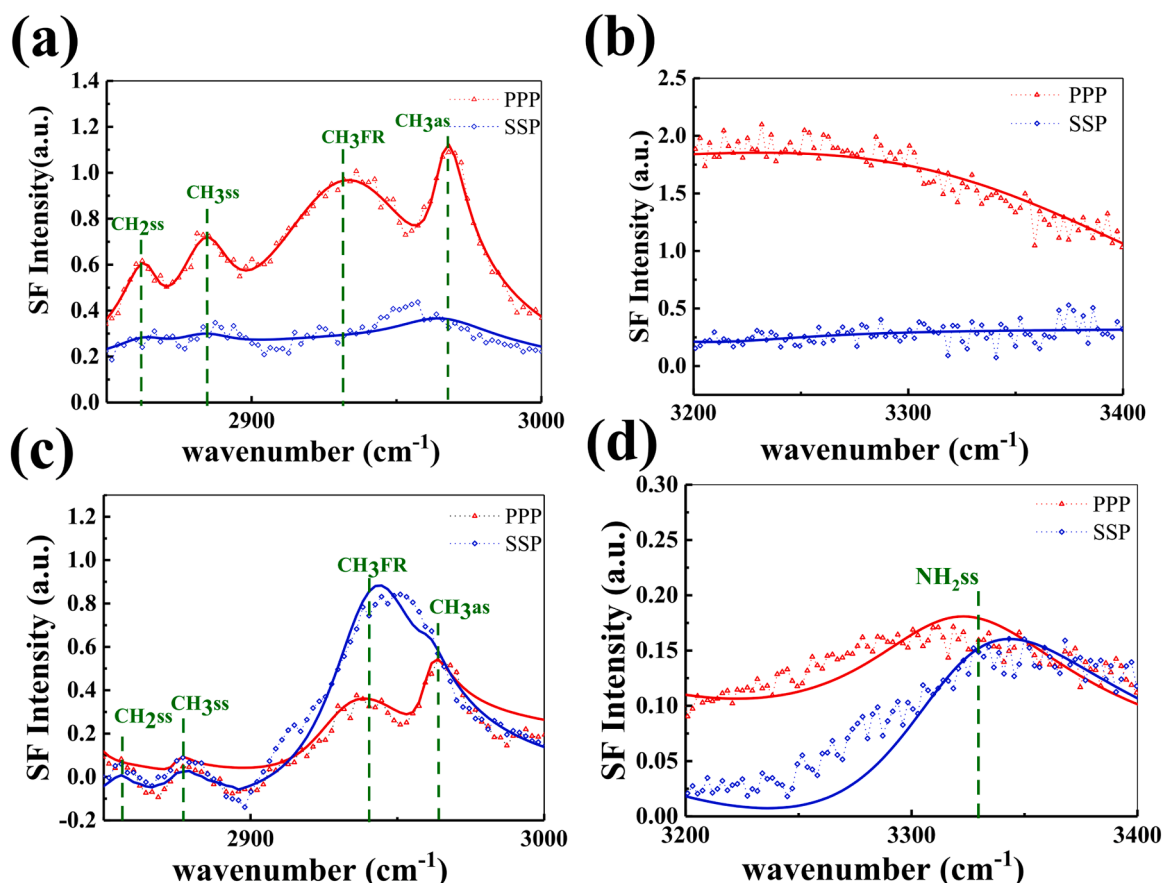 (a)
SF Intensity(a.u.)
1.4
1.2
1.0
0.8
0.6
0.4
0.2
0.0
PPP
SSP
CH2ss
CH3ss
CH3FR
CH3as
2900
3000
wavenumber (cm-1)
(b)
SF Intensity (a.u.)
2.5
2.0
1.5
1.0
0.5
0.0
PPP
SSP
3200
3300
3400
wavenumber (cm-1)
(c)
SF Intensity (a.u.)
1.2
1.0
0.8
0.6
0.4
0.2
0.0
-0.2
PPP
SSP
CH2ss
CH3ss
CH3FR
CH3as
2900
3000
wavenumber (cm-1)
(d)
SF Intensity (a.u.)
0.30
0.25
0.20
0.15
0.10
0.05
0.00
PPP
SSP
NH2ss
3200
3300
3400
wavenumber (cm-1)